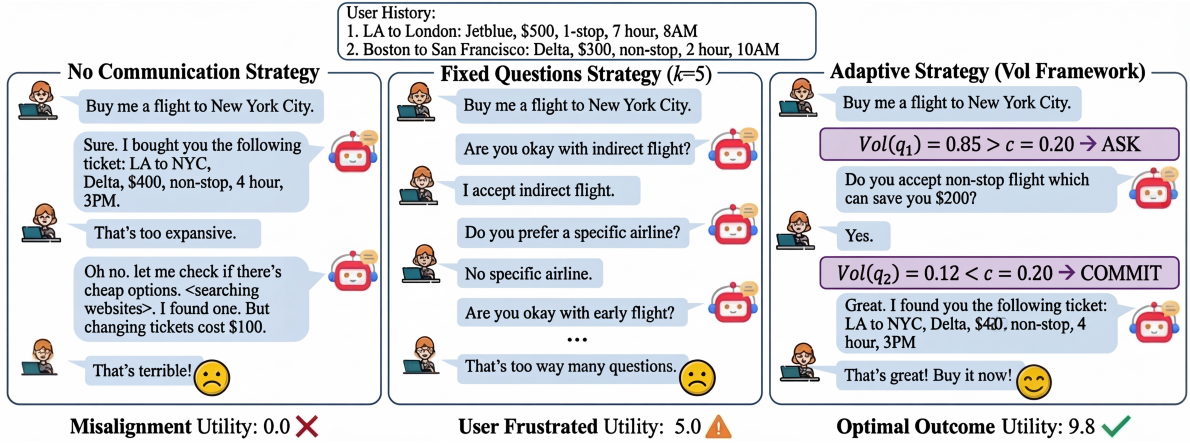 User History:
1. LA to London: Jetblue, $500, 1-stop, 7 hour, 8AM
2. Boston to San Francisco: Delta, $300, non-stop, 2 hour, 10AM
No Communication Strategy
Buy me a flight to New York City.
Sure. I bought you the following
ticket: LA to NYC,
Delta, $400, non-stop, 4 hour,
3PM.
That's too expansive.
Oh no. let me check if there's
cheap options. <searching
websites>. I found one. But
changing tickets cost $100.
That's terrible!
Misalignment Utility: 0.0
Fixed Questions Strategy (k=5)
Buy me a flight to New York City.
Are you okay with indirect flight?
I accept indirect flight.
Do you prefer a specific airline?
No specific airline.
Are you okay with early flight?
...
That's too way many questions.
User Frustrated Utility: 5.0
Adaptive Strategy (Vol Framework)
Buy me a flight to New York City.
Vol(q₁) = 0.85 > c = 0.20 → ASK
Do you accept non-stop flight which
can save you $200?
Yes.
Vol(q₂) = 0.12 < c = 0.20 → COMMIT
Great. I found you the following ticket:
LA to NYC, Delta, non-stop, 4
hour, 3PM
That's great! Buy it now!
Optimal Outcome Utility: 9.8